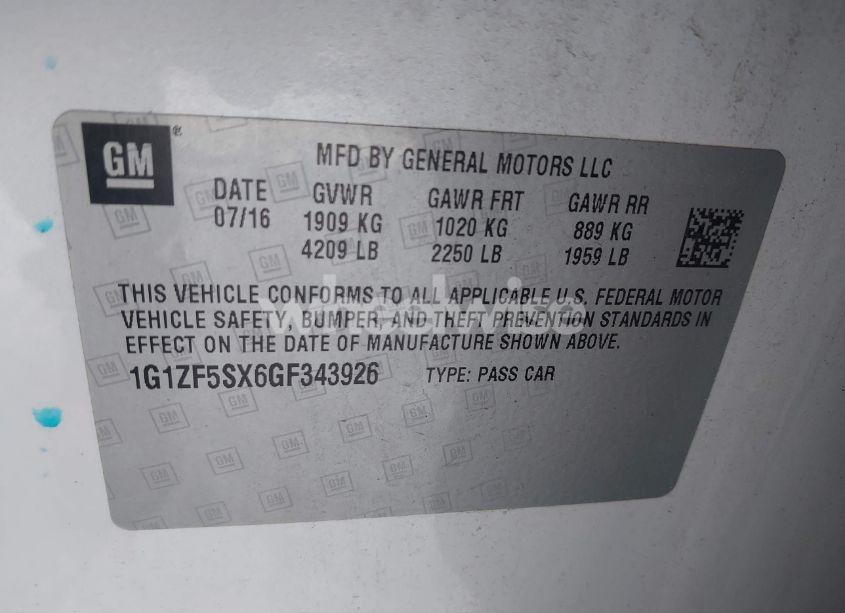 GM ®
MFD BY GENERAL MOTORS LLC
DATE GVWR GAWR FRT GAWR RR
07/16 1909 KG 1020 KG 889 KG
4209 LB 2250 LB 1959 LB
THIS VEHICLE CONFORMS TO ALL APPLICABLE U.S. FEDERAL MOTOR
VEHICLE SAFETY, BUMPER, AND THEFT PREVENTION STANDARDS IN
EFFECT ON THE DATE OF MANUFACTURE SHOWN ABOVE.
1G1ZF5SX6GF343926 TYPE: PASS CAR